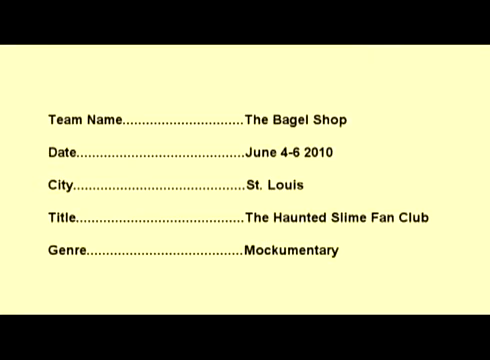 Team Name...............................The Bagel Shop
Date...........................................June 4-6 2010
City............................................St. Louis
Title...........................................The Haunted Slime Fan Club
Genre........................................Mockumentary